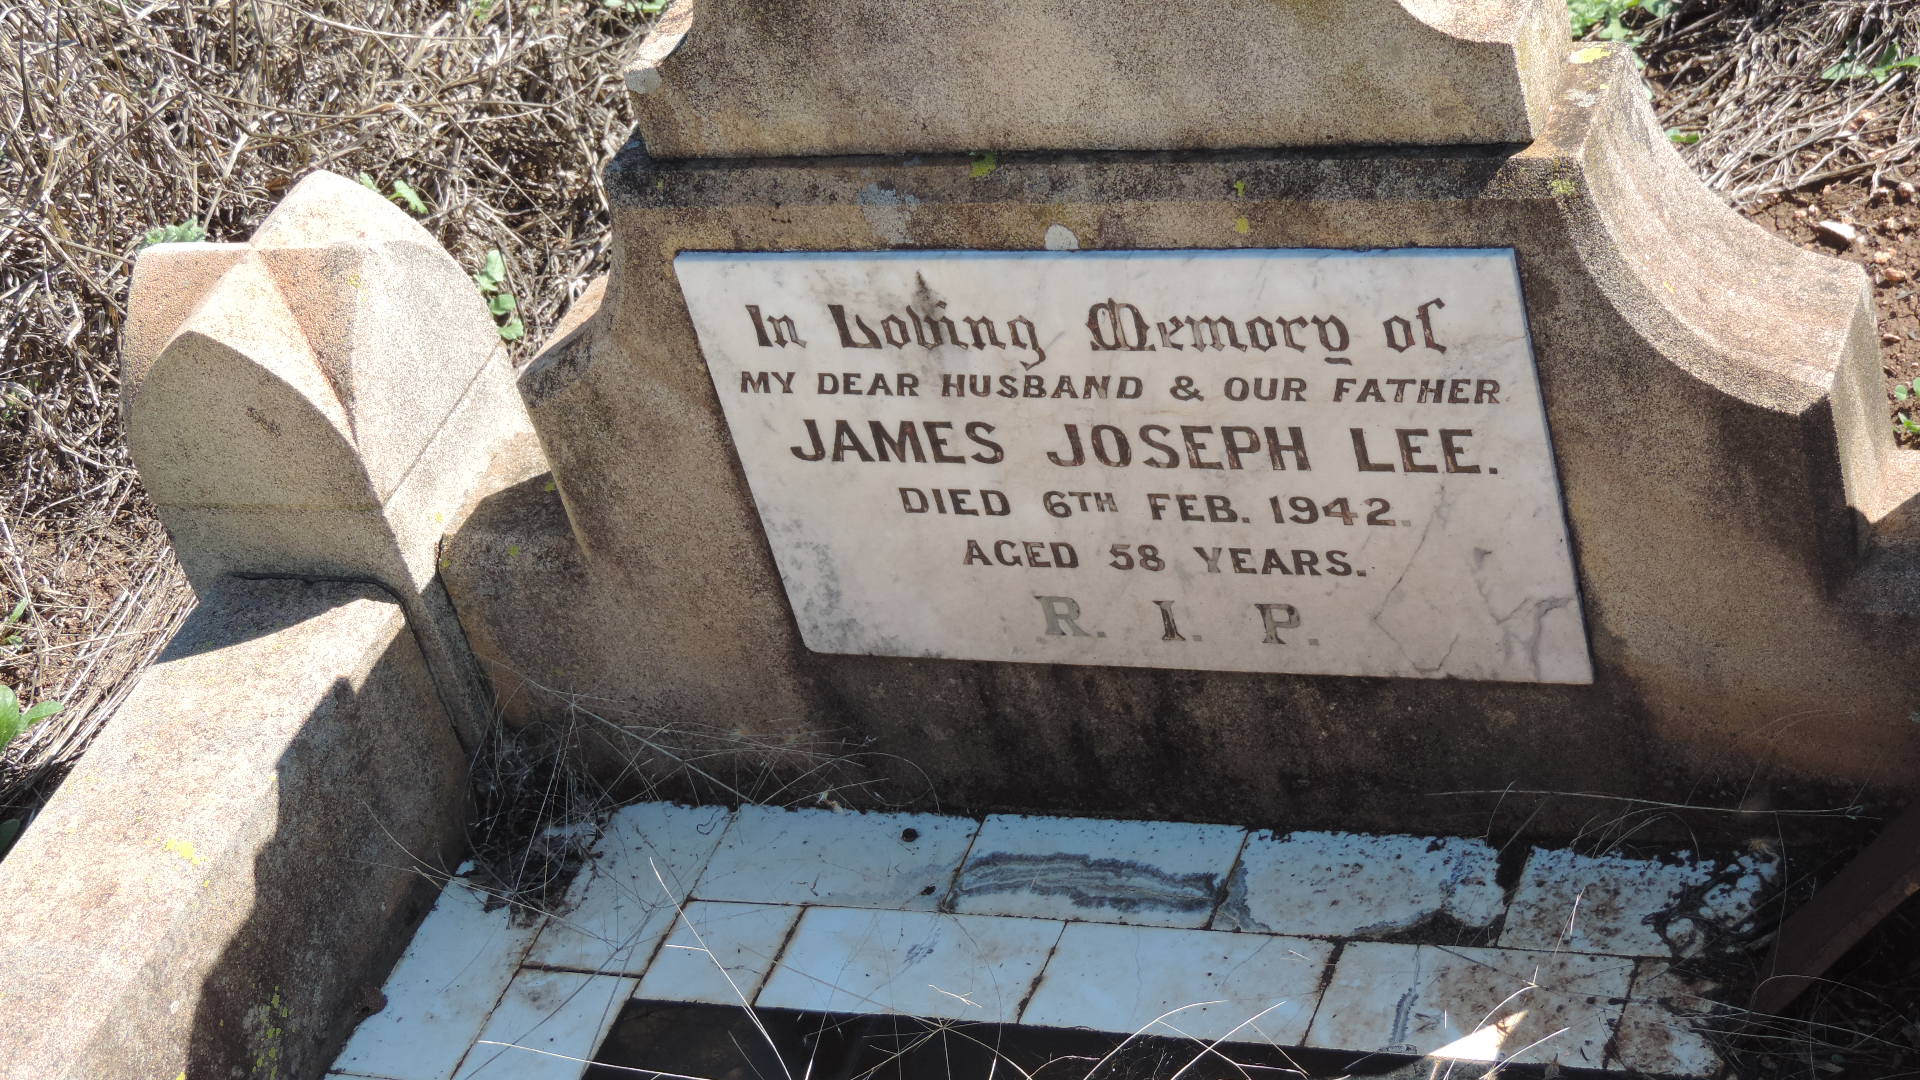 In Loving Memory of
MY DEAR HUSBAND & OUR FATHER
JAMES JOSEPH LEE.
DIED 6TH FEB. 1942.
AGED 58 YEARS.
R. I. P.